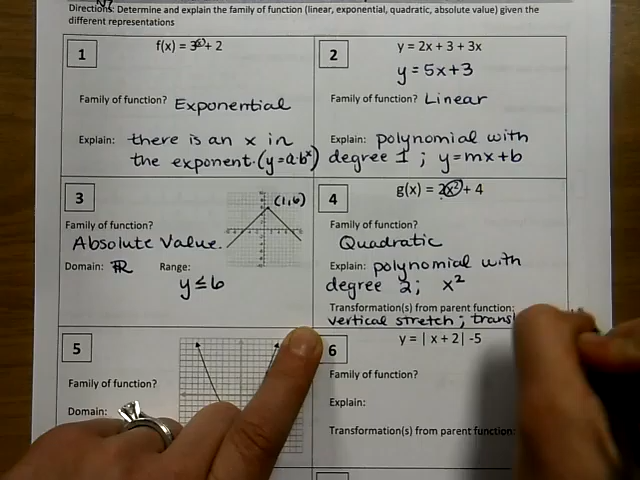 Directions: Determine and explain the family of function (linear, exponential, quadratic, absolute value) given the
different representations
1
f(x) = 3ˣ + 2
Family of function? Exponential
Explain: there is an x in
the exponent. (y=a·bˣ)
2
y = 2x + 3 + 3x
y = 5x+3
Family of function? Linear
Explain: polynomial with
degree 1; y=mx+b
3
(1,6)
Family of function?
Absolute Value.
Domain: ℝ Range:
y ≤ 6
4
g(x) = 2x² + 4
Family of function?
Quadratic
Explain: polynomial with
degree 2; x²
Transformation(s) from parent function:
vertical stretch; trans
5
Family of function?
Domain:
6
y = | x + 2| -5
Family of function?
Explain:
Transformation(s) from parent function: